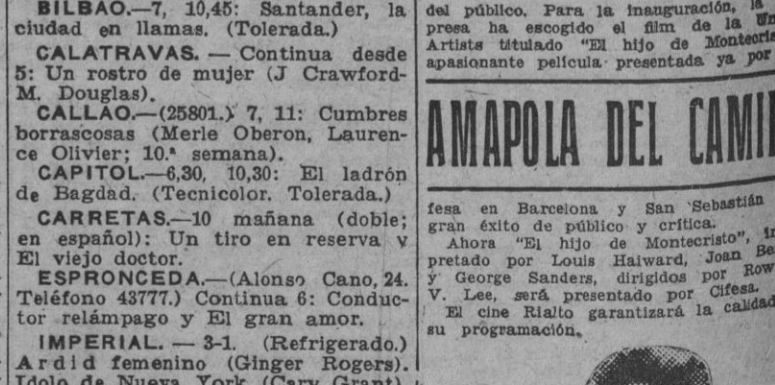 BILBAO.—7, 10,45: Santander, la
ciudad en llamas. (Tolerada.)
CALATRAVAS. — Continua desde
5: Un rostro de mujer (J Crawford-
M. Douglas).
CALLAO.—(25801.) 7, 11: Cumbres
borrascosas (Merle Oberon, Lauren-
ce Olivier; 10.ª semana).
CAPITOL.—6,30, 10,30: El ladrón
de Bagdad. (Tecnicolor. Tolerada.)
CARRETAS.—10 mañana (doble;
en español): Un tiro en reserva y
El viejo doctor.
ESPRONCEDA.—(Alonso Cano, 24.
Teléfono 43777.) Continua 6: Conduc-
tor relámpago y El gran amor.
IMPERIAL. — 3-1. (Refrigerado.)
Ardid femenino (Ginger Rogers).
Idolo de Nueva York (Cary Grant)
del público. Para la inauguración, la
presa ha escogido el film de la
Artists titulado "El hijo de Montecris
apasionante película presentada ya por
AMAPOLA DEL CAMI
fesa en Barcelona y San Sebastián
gran éxito de público y crítica.
Ahora "El hijo de Montecristo", in
pretado por Louis Haiward, Joan Be
y George Sanders, dirigidos por Row
V. Lee, será presentado por Cifesa.
El cine Rialto garantizará la calidad
su programación.